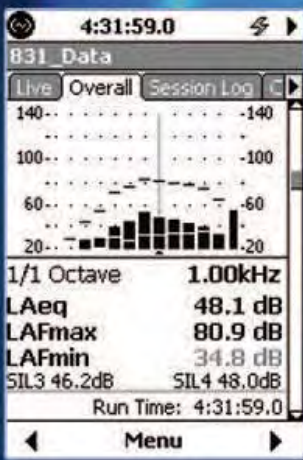 4:31:59.0
831_Data
Live Overall Session Log C
140 140
100 100
60 60
20 20
1/1 Octave 1.00kHz
LAeq 48.1 dB
LAFmax 80.9 dB
LAFmin 34.8 dB
SIL3 46.2dB SIL4 48.0dB
Run Time: 4:31:59.0
Menu